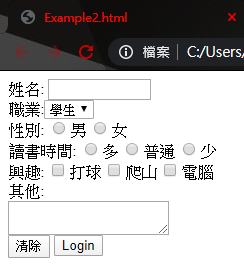 Example2.html
檔案 C:/Users/
姓名:
職業: 學生
性別: 男 女
讀書時間: 多 普通 少
興趣: 打球 爬山 電腦
其他:
清除 Login